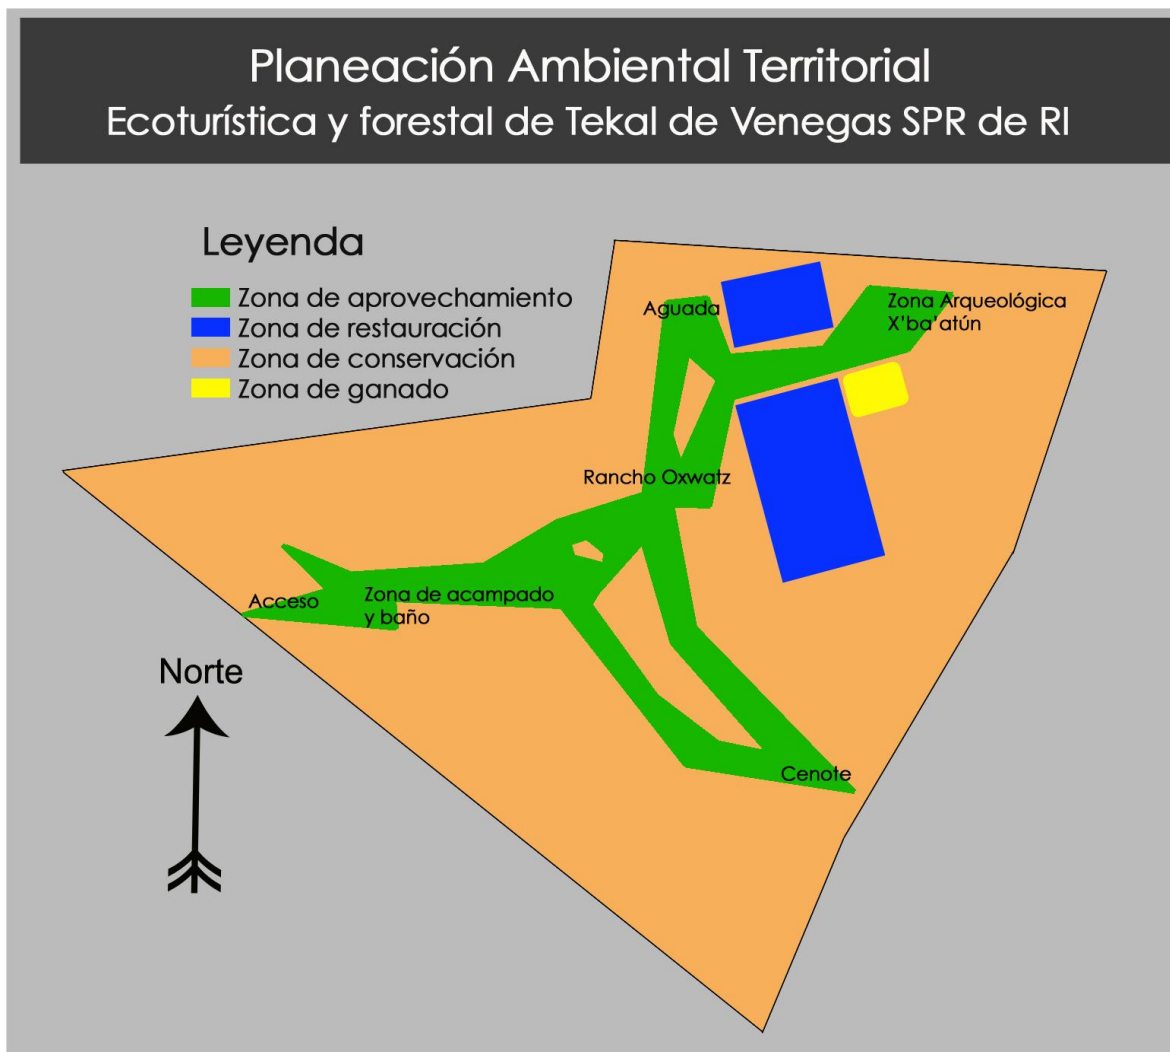 Planeación Ambiental Territorial
Ecoturística y forestal de Tekal de Venegas SPR de RI
Leyenda
Zona de aprovechamiento
Zona de restauración
Zona de conservación
Zona de ganado
Aguada
Zona Arqueológica
X'ba'atún
Rancho Oxwatz
Acceso
Zona de acampado
y baño
Norte
Cenote